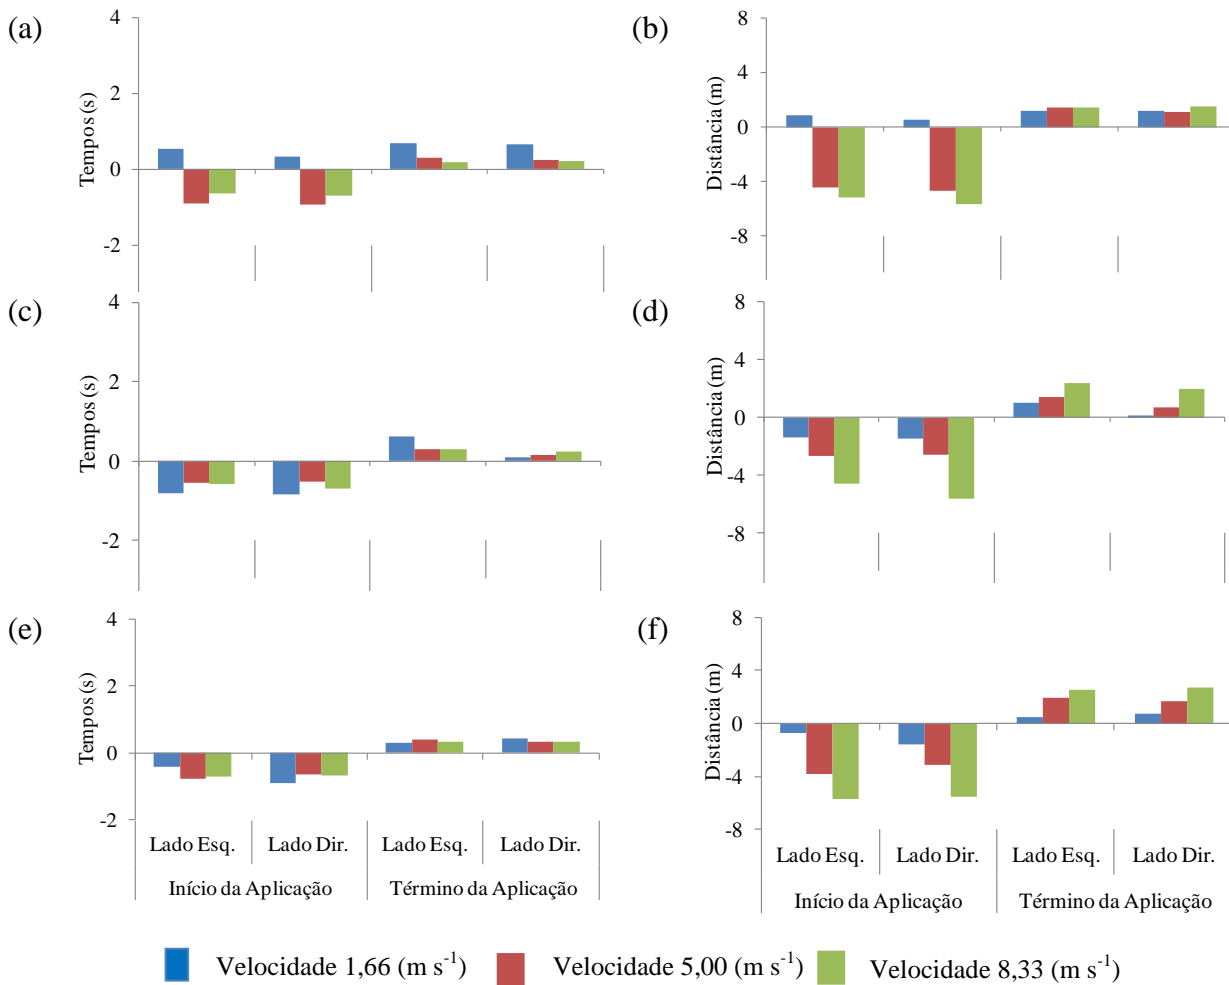 (a)
4
2
0
-2
Tempos (s)
(b)
8
4
0
-4
-8
Distância (m)
(c)
4
2
0
-2
Tempos (s)
(d)
8
4
0
-4
-8
Distância (m)
(e)
4
2
0
-2
Tempos (s)
Lado Esq. Lado Dir. Lado Esq. Lado Dir.
Início da Aplicação Término da Aplicação
(f)
8
4
0
-4
-8
Distância (m)
Lado Esq. Lado Dir. Lado Esq. Lado Dir.
Início da Aplicação Término da Aplicação
Velocidade 1,66 (m s⁻¹) Velocidade 5,00 (m s⁻¹) Velocidade 8,33 (m s⁻¹)